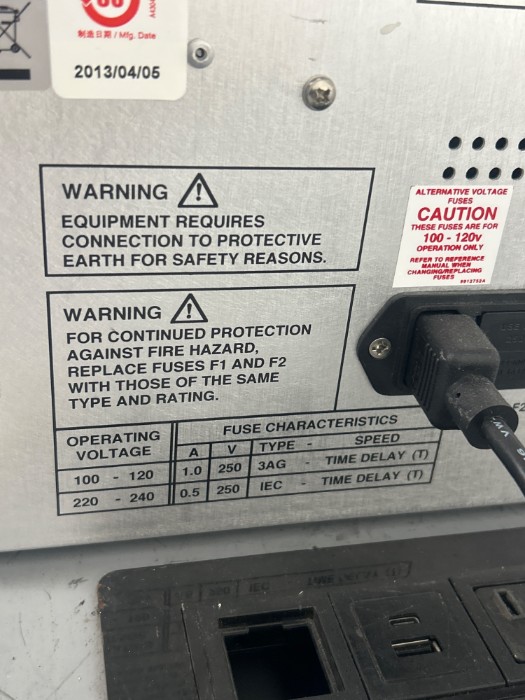 制造日期 / Mfg. Date
2013/04/05
WARNING
EQUIPMENT REQUIRES
CONNECTION TO PROTECTIVE
EARTH FOR SAFETY REASONS.
WARNING
FOR CONTINUED PROTECTION
AGAINST FIRE HAZARD,
REPLACE FUSES F1 AND F2
WITH THOSE OF THE SAME
TYPE AND RATING.
OPERATING VOLTAGE FUSE CHARACTERISTICS
A V TYPE - SPEED
100 - 120 1.0 250 3AG - TIME DELAY (T)
220 - 240 0.5 250 IEC - TIME DELAY (T)
ALTERNATIVE VOLTAGE
FUSES
CAUTION
THESE FUSES ARE FOR
100 - 120v
OPERATION ONLY
REFER TO REFERENCE
MANUAL WHEN
CHANGING/REPLACING
FUSES
F2